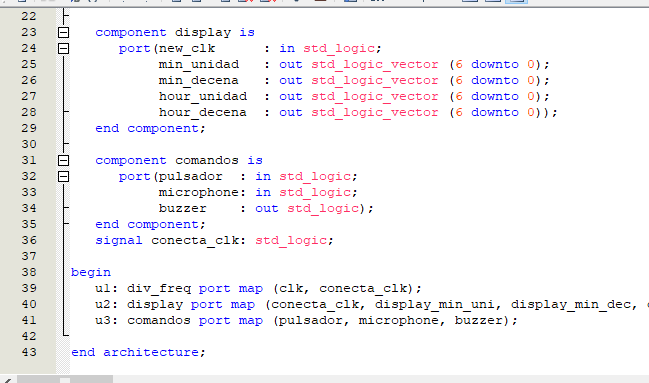 22
23 component display is
24 port(new_clk : in std_logic;
25 min_unidad : out std_logic_vector (6 downto 0);
26 min_decena : out std_logic_vector (6 downto 0);
27 hour_unidad : out std_logic_vector (6 downto 0);
28 hour_decena : out std_logic_vector (6 downto 0));
29 end component;
30
31 component comandos is
32 port(pulsador : in std_logic;
33 microphone: in std_logic;
34 buzzer : out std_logic);
35 end component;
36 signal conecta_clk: std_logic;
37
38 begin
39 u1: div_freq port map (clk, conecta_clk);
40 u2: display port map (conecta_clk, display_min_uni, display_min_dec,
41 u3: comandos port map (pulsador, microphone, buzzer);
42
43 end architecture;